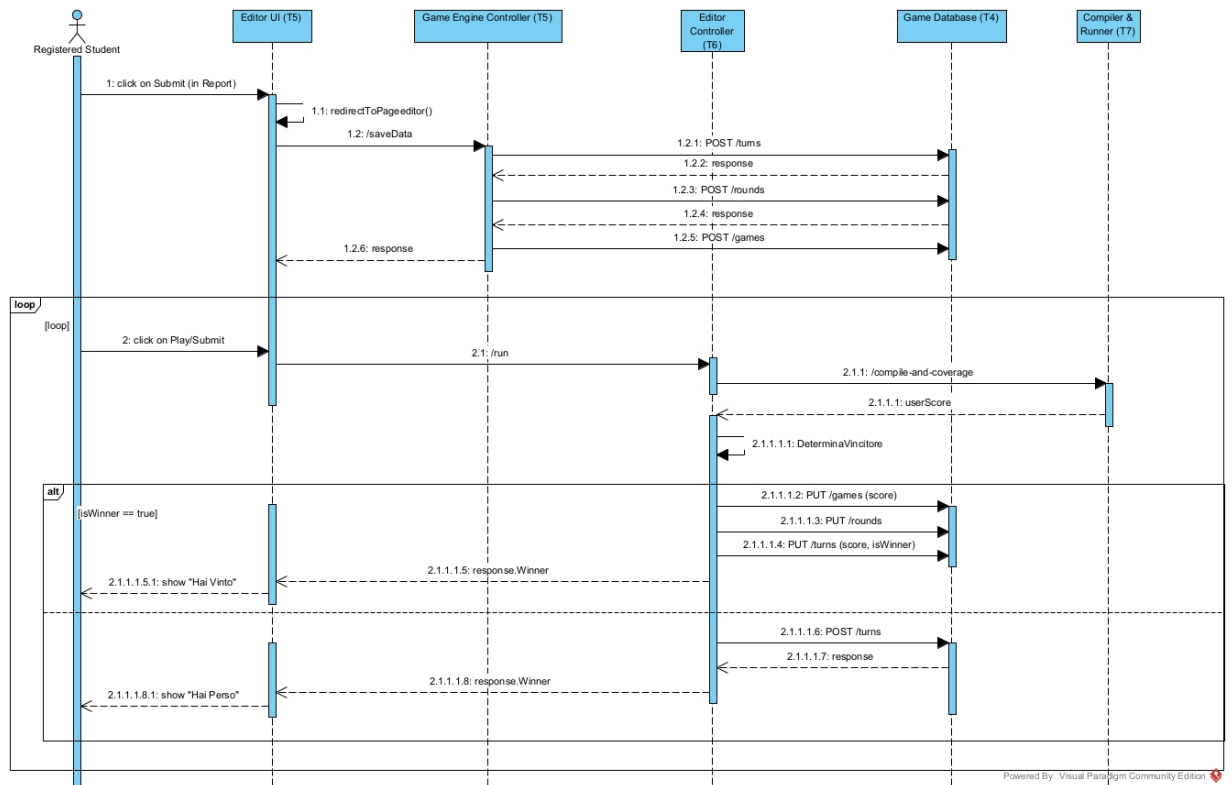 Editor UI (T5)
Game Engine Controller (T5)
Editor
Controller
(T6)
Game Database (T4)
Compiler &
Runner (T7)
Registered Student
1: click on Submit (in Report)
1.1: redirectToPageeditor()
1.2: /saveData
1.2.1: POST /turns
1.2.2: response
1.2.3: POST /rounds
1.2.4: response
1.2.5: POST /games
1.2.6: response
loop
[loop]
2: click on Play/Submit
2.1: /run
2.1.1: /compile-and-coverage
2.1.1.1: userScore
2.1.1.1.1: DeterminaVincitore
alt
[isWinner == true]
2.1.1.1.2: PUT /games (score)
2.1.1.1.3: PUT /rounds
2.1.1.1.4: PUT /turns (score, isWinner)
2.1.1.1.5: response.Winner
2.1.1.1.5.1: show "Hai Vinto"
2.1.1.1.6: POST /turns
2.1.1.1.7: response
2.1.1.1.8: response.Winner
2.1.1.1.8.1: show "Hai Perso"
Powered By: Visual Paradigm Community Edition